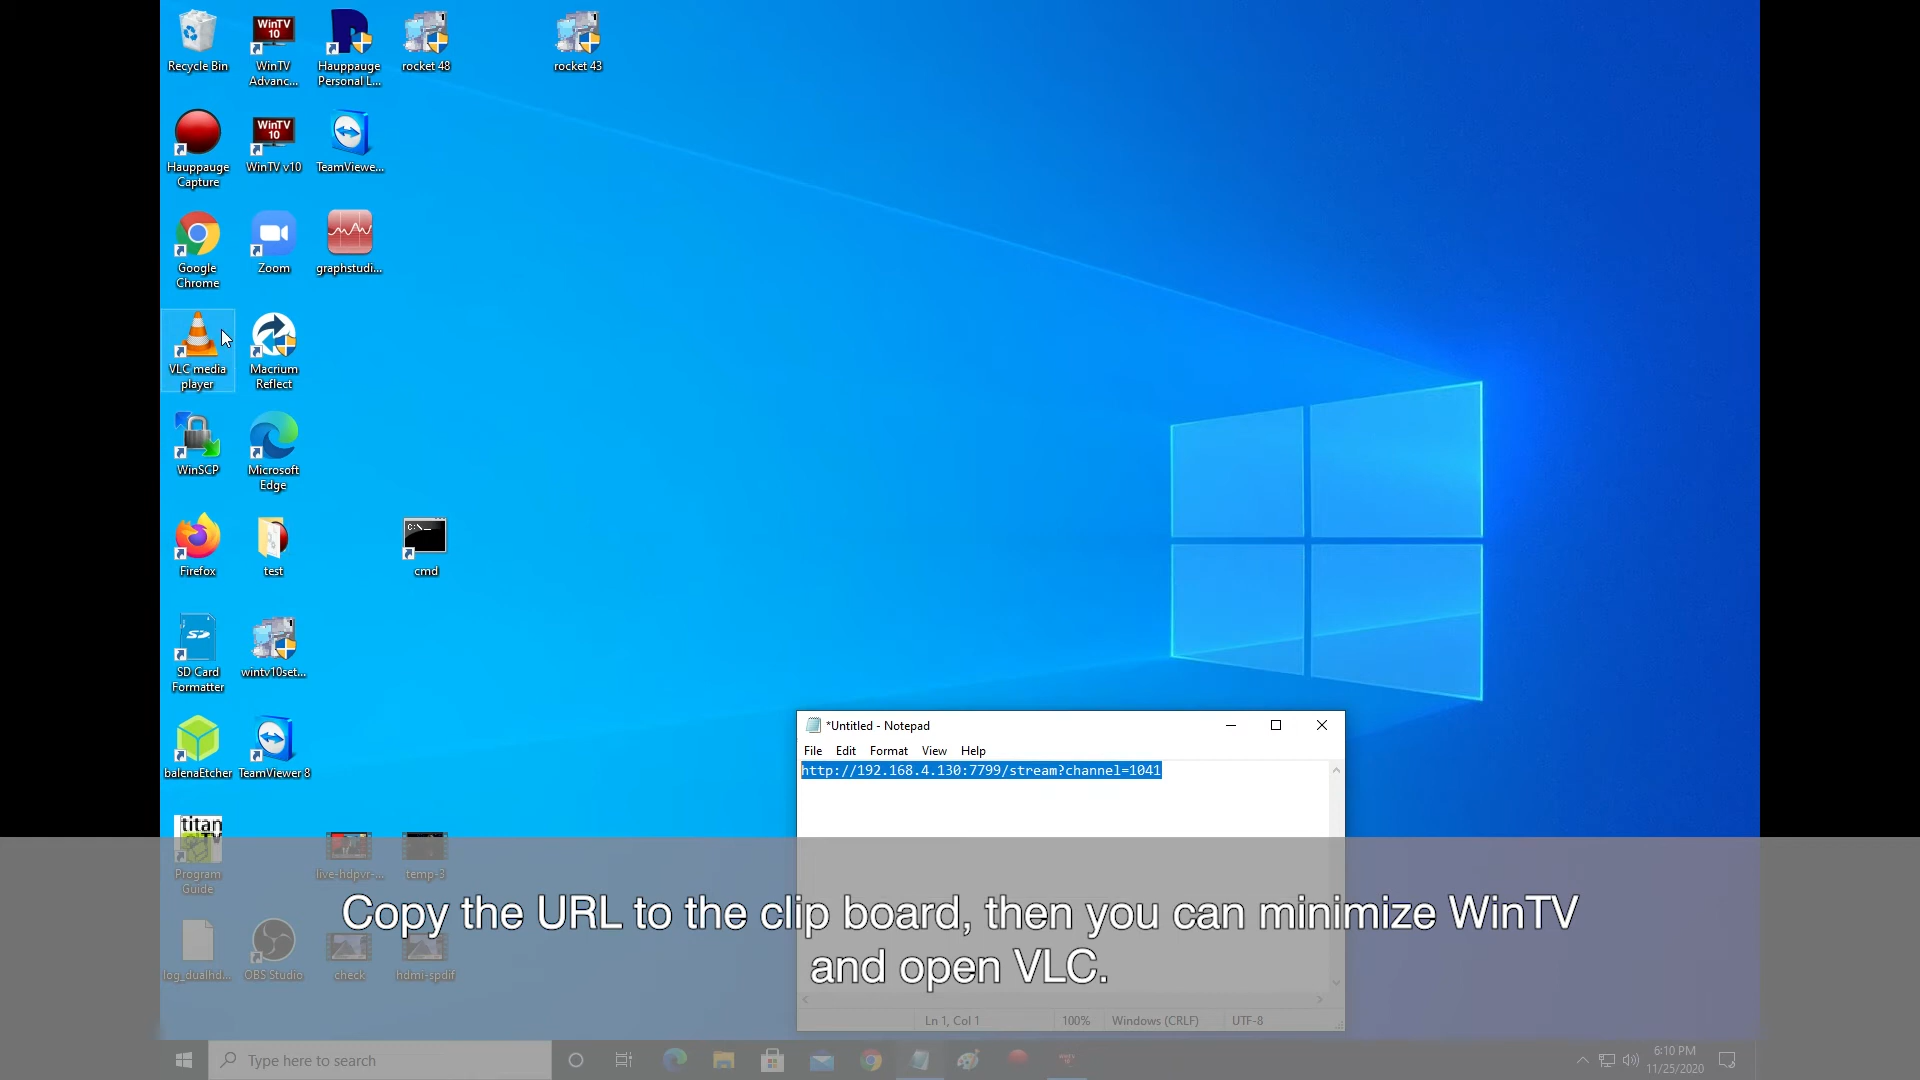 Recycle Bin
WinTV
10
WinTV
Advanc...
Hauppauge
Personal L...
rocket 48
rocket 43
Hauppauge
Capture
WinTV
10
WinTV v10
TeamViewe...
Google
Chrome
Zoom
graphstudi...
VLC media
player
Macrium
Reflect
WinSCP
Microsoft
Edge
Firefox
test
C:\_
cmd
SD
SD Card
Formatter
wintv10set...
balenaEtcher
TeamViewer 8
*Untitled - Notepad
File Edit Format View Help
http://192.168.4.130:7799/stream?channel=1041
titan
Program
Guide
live-hdpvr-...
temp-3
Copy the URL to the clip board, then you can minimize WinTV
and open VLC.
log_dualhd...
OBS Studio
check
hdmi-spdif
Ln 1, Col 1 100% Windows (CRLF) UTF-8
Type here to search
6:10 PM
11/25/2020